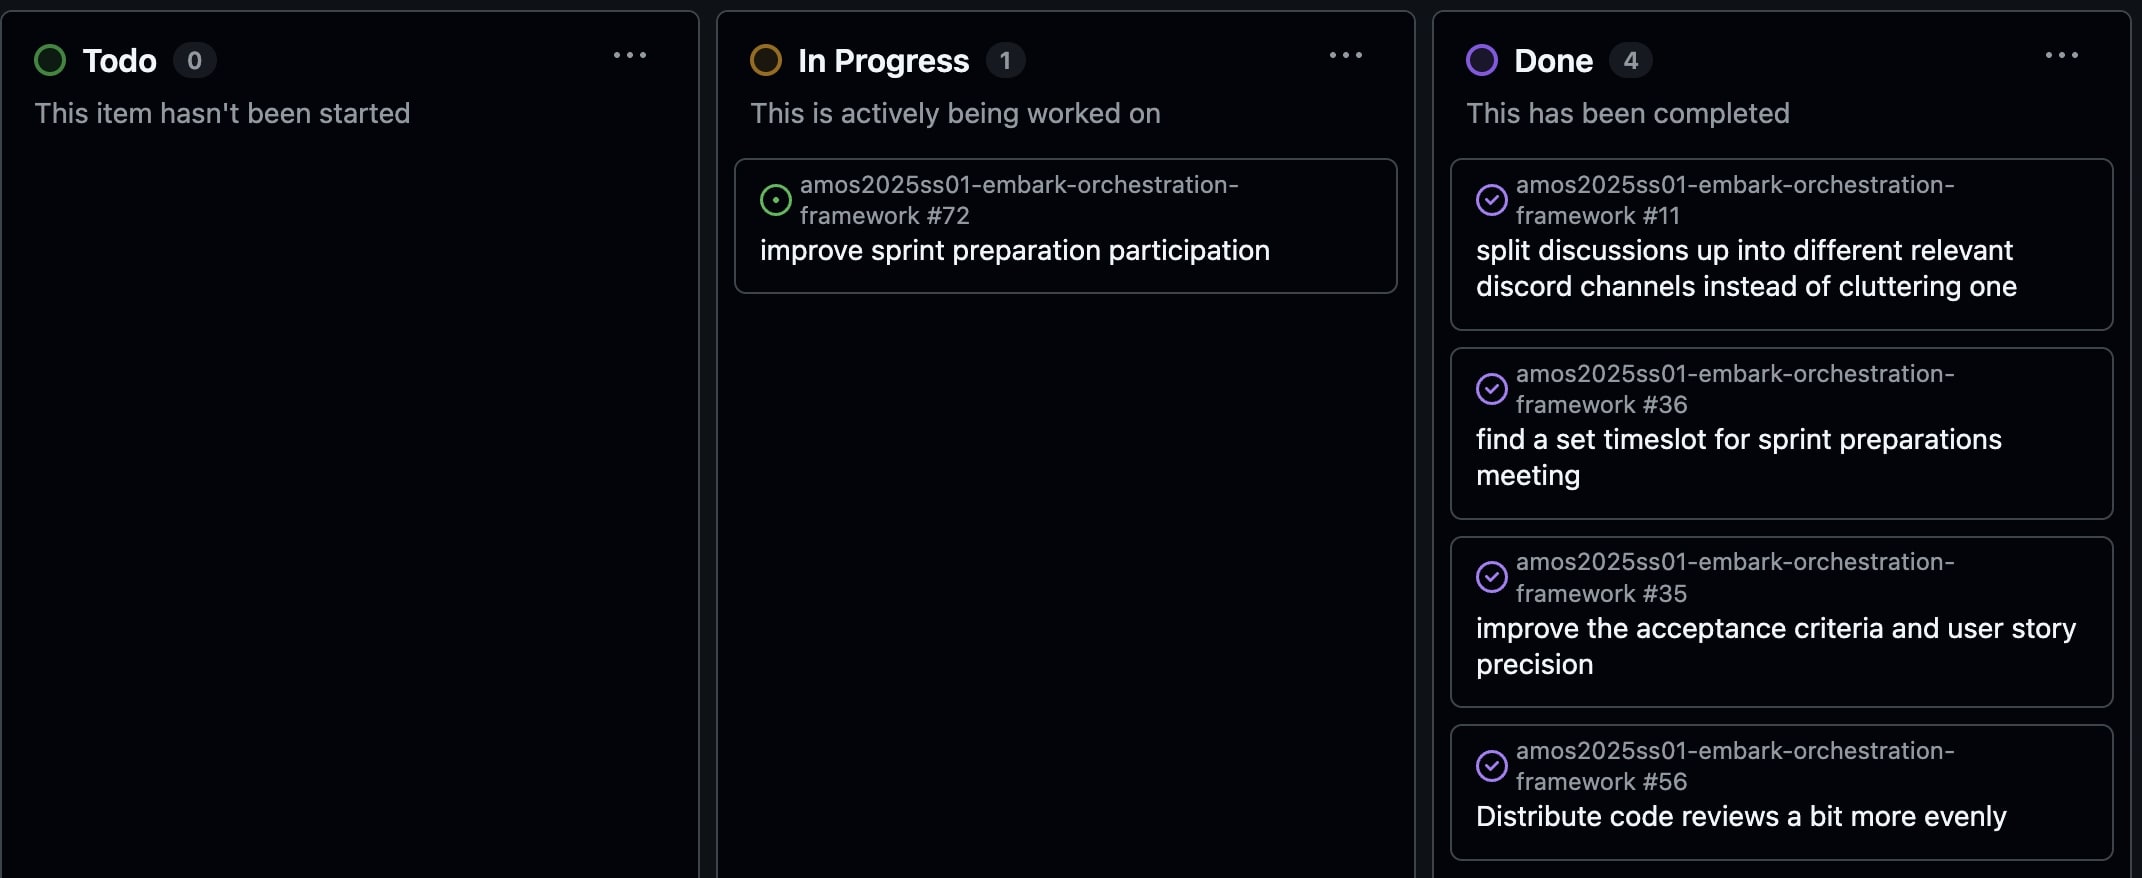 Todo 0
This item hasn't been started
In Progress 1
This is actively being worked on
amos2025ss01-embark-orchestration-
framework #72
improve sprint preparation participation
Done 4
This has been completed
amos2025ss01-embark-orchestration-
framework #11
split discussions up into different relevant
discord channels instead of cluttering one
amos2025ss01-embark-orchestration-
framework #36
find a set timeslot for sprint preparations
meeting
amos2025ss01-embark-orchestration-
framework #35
improve the acceptance criteria and user story
precision
amos2025ss01-embark-orchestration-
framework #56
Distribute code reviews a bit more evenly